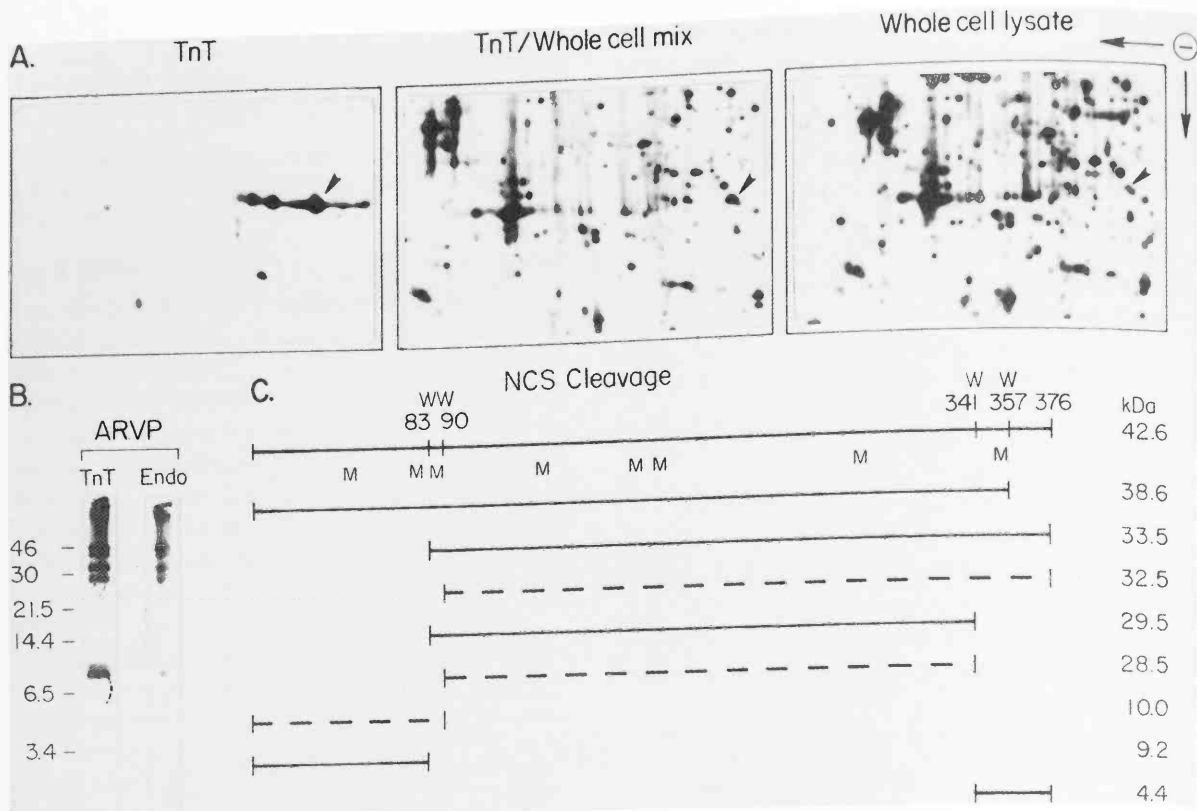 A.
TnT
TnT/Whole cell mix
Whole cell lysate
B.
ARVP
TnT Endo
46
30
21.5
14.4
6.5
3.4
C.
NCS Cleavage
W W W W
83 90 341 357 376
kDa
42.6
M M M M M M M M
38.6
33.5
32.5
29.5
28.5
10.0
9.2
4.4